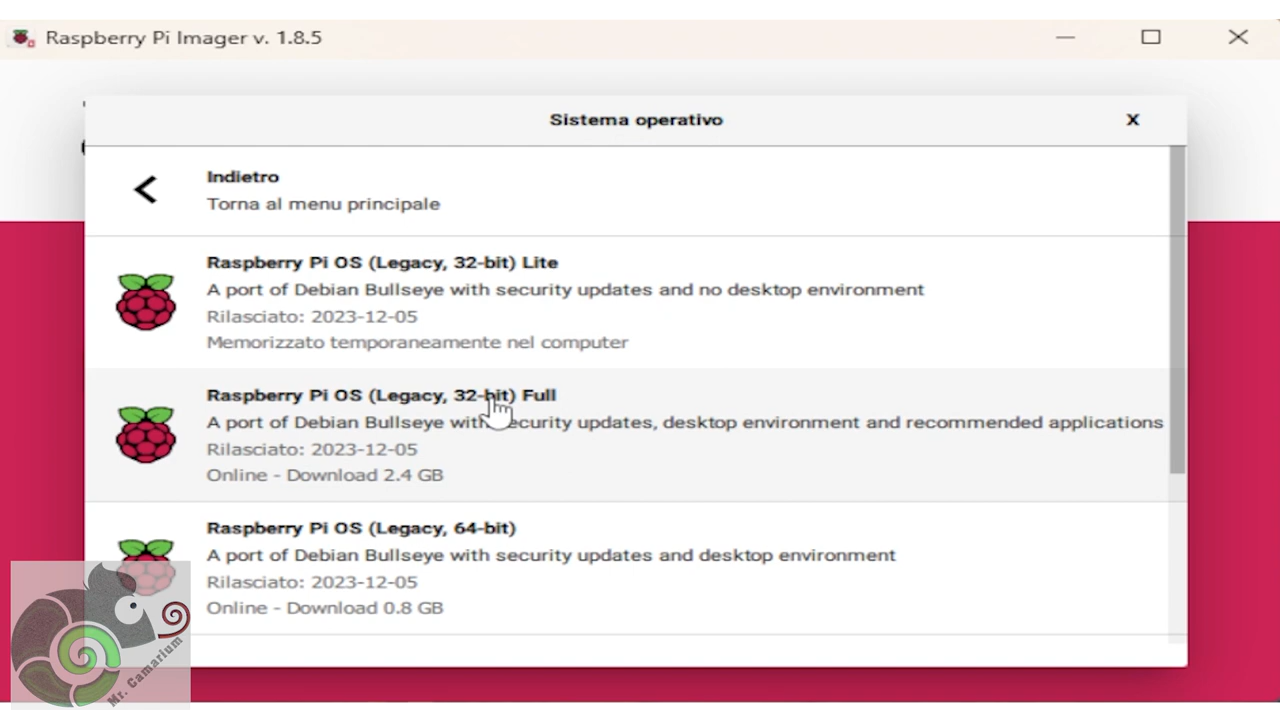 Raspberry Pi Imager v. 1.8.5
Sistema operativo
x
Indietro
Torna al menu principale
Raspberry Pi OS (Legacy, 32-bit) Lite
A port of Debian Bullseye with security updates and no desktop environment
Rilasciato: 2023-12-05
Memorizzato temporaneamente nel computer
Raspberry Pi OS (Legacy, 32-bit) Full
A port of Debian Bullseye with security updates, desktop environment and recommended applications
Rilasciato: 2023-12-05
Online - Download 2.4 GB
Raspberry Pi OS (Legacy, 64-bit)
A port of Debian Bullseye with security updates and desktop environment
Rilasciato: 2023-12-05
Online - Download 0.8 GB
Mr. Camarium